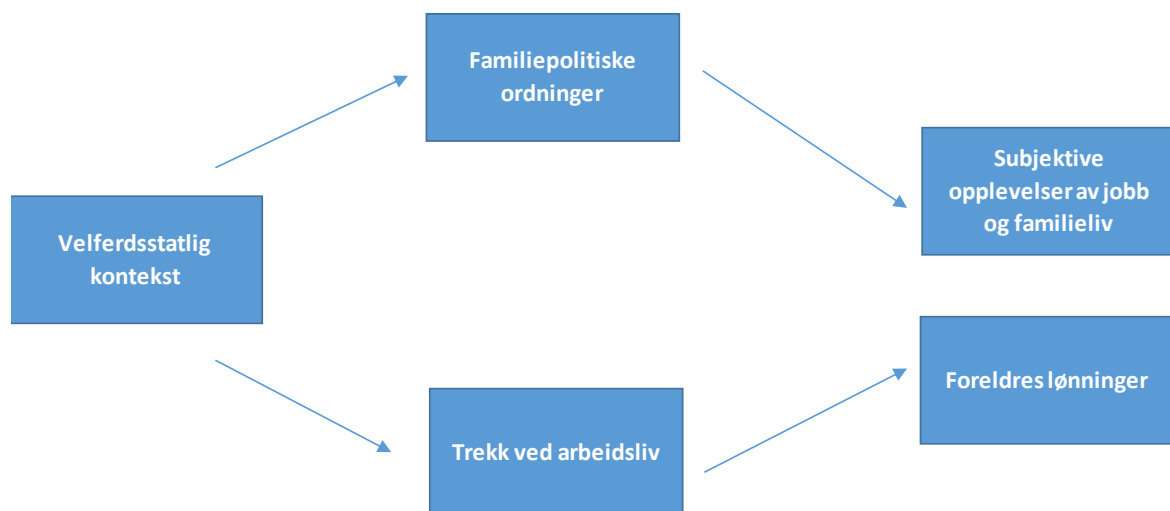 Familiepolitiske
ordninger
Subjektive
opplevelser av jobb
og familieliv
Velferdsstatlig
kontekst
Foreldres lønninger
Trekk ved arbeidsliv